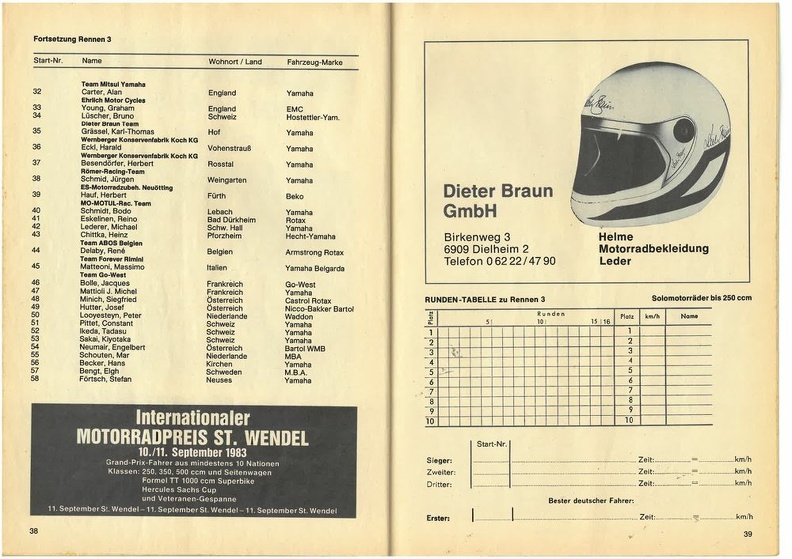 Fortsetzung Rennen 3
Start-Nr. Name Wohnort / Land Fahrzeug-Marke
Team Mitsul Yamaha
32 Carter, Alan England Yamaha
Ehrlich Motor Cycles
33 Young, Graham England EMC
34 Lüscher, Bruno Schweiz Hostettler-Yam.
Dieter Braun Team
35 Grässel, Karl-Thomas Hof Yamaha
Wernberger Konservenfabrik Koch KG
36 Eckl, Harald Vohenstrauß Yamaha
Wernberger Konservenfabrik Koch KG
37 Besendörfer, Herbert Rosstal Yamaha
Römer-Racing-Team
38 Schmid, Jürgen Weingarten Yamaha
ES-Motorradzubeh. Neuötting
39 Hauf, Herbert Fürth Beko
MO-MOTUL-Rac. Team
40 Schmidt, Bodo Lebach Yamaha
41 Eskelinen, Reino Bad Dürkheim Rotax
42 Lederer, Michael Schw. Hall Yamaha
43 Chittka, Heinz Pforzheim Hecht-Yamaha
Team ABOS Belgien
44 Delaby, René Belgien Armstrong Rotax
Team Forever Rimini
45 Matteoni, Massimo Italien Yamaha Belgarda
Team Go-West
46 Bolle, Jacques Frankreich Go-West
47 Mattioli J. Michel Frankreich Yamaha
48 Minich, Siegfried Österreich Castrol Rotax
49 Hutter, Josef Österreich Nicco-Bakker Bartol
50 Looyesteyn, Peter Niederlande Waddon
51 Pittet, Constant Schweiz Yamaha
52 Ikeda, Tadasu Schweiz Yamaha
53 Sakai, Kiyotaka Schweiz Yamaha
54 Neumair, Engelbert Österreich Bartol WMB
55 Schouten, Mar Niederlande MBA
56 Becker, Hans Kirchen Yamaha
57 Bengt, Elgh Schweden M.B.A.
58 Förtsch, Stefan Neuses Yamaha
Internationaler
MOTORRADPREIS ST. WENDEL
10./11. September 1983
Grand-Prix-Fahrer aus mindestens 10 Nationen
Klassen: 250, 350, 500 ccm und Seitenwagen
Formel TT 1000 ccm Superbike
Hercules Sachs Cup
und Veteranen-Gespanne
11. September St. Wendel – 11. September St. Wendel – 11. September St. Wendel
38
Dieter Braun
GmbH
Birkenweg 3
6909 Dielheim 2
Telefon 0 62 22 / 47 90
Helme
Motorradbekleidung
Leder
RUNDEN-TABELLE zu Rennen 3 Solomotorräder bis 250 ccm
Platz Runden Platz km/h Name
5 10 15 16
1 1
2 2
3 3
4 4
5 5
6 6
7 7
8 8
9 9
10 10
Start-Nr.
Sieger: Zeit: = km/h
Zweiter: Zeit: = km/h
Dritter: Zeit: = km/h
Bester deutscher Fahrer:
Erster: Zeit: = km/h
39